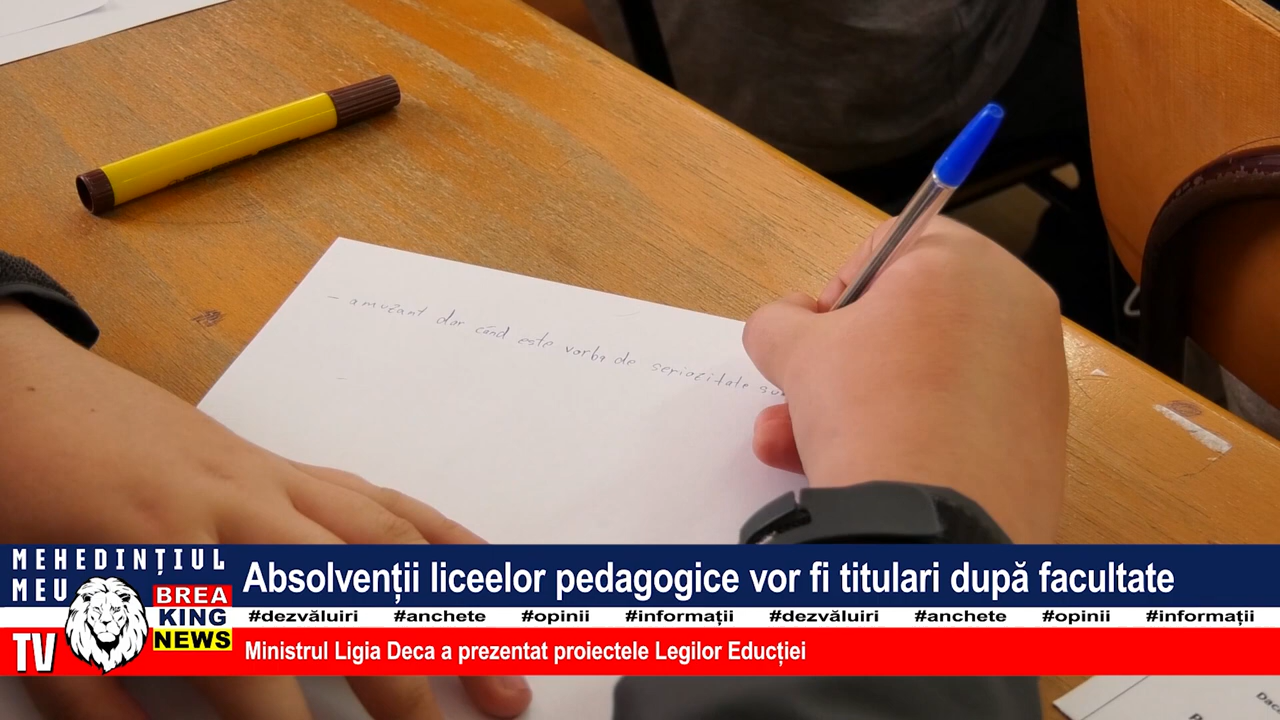 - amuzant dar când este vorba de seriozitate
-
MEHEDINȚIUL
MEU
TV
BREA
KING
NEWS
Absolvenții liceelor pedagogice vor fi titulari după facultate
#dezvăluiri #anchete #opinii #informații #dezvăluiri #anchete #opinii #informații
Ministrul Ligia Deca a prezentat proiectele Legilor Educției